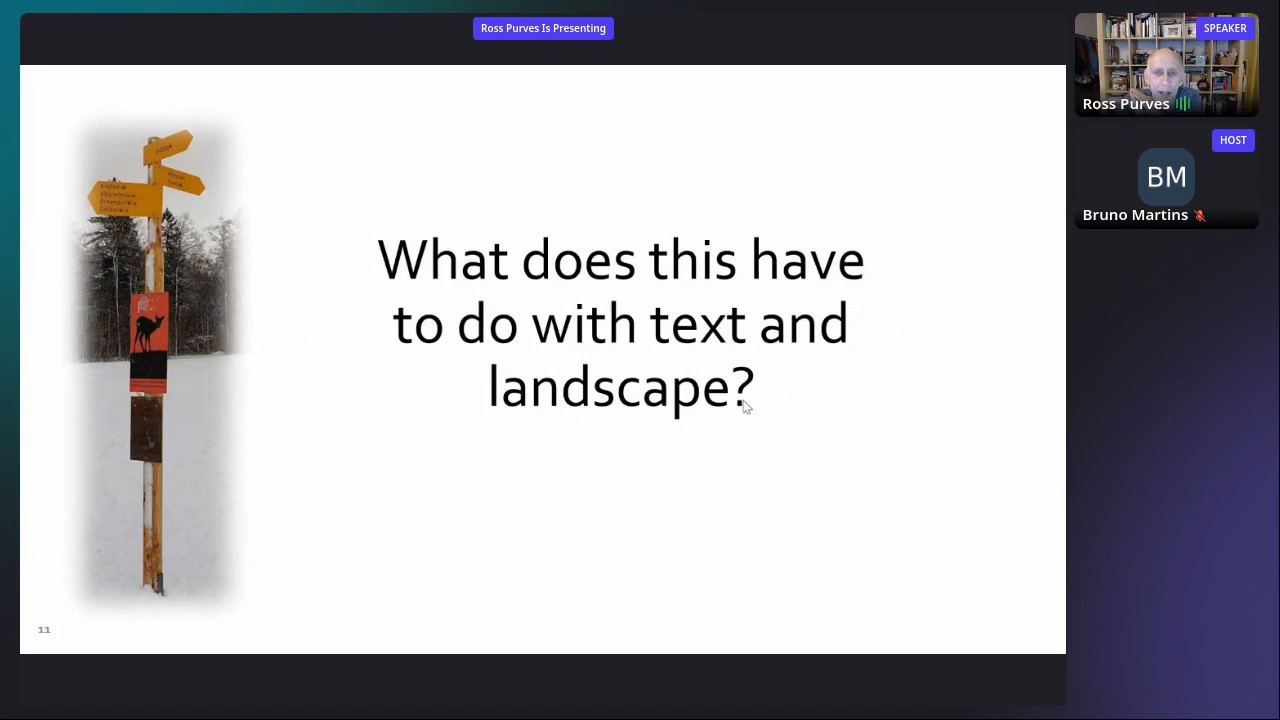 Ross Purves Is Presenting
SPEAKER
Ross Purves
HOST
BM
Bruno Martins
What does this have
to do with text and
landscape?
11